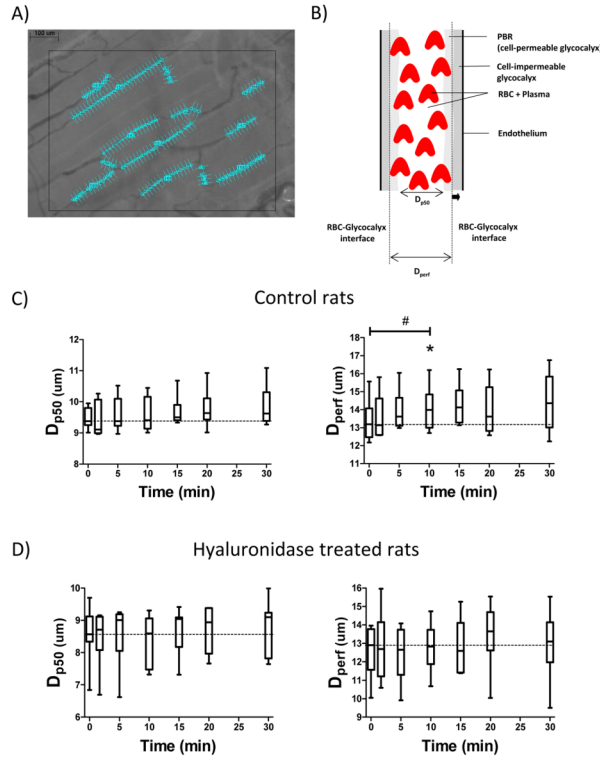 A)
100 um
B)
PBR
(cell-permeable glycocalyx)
Cell-impermeable
glycocalyx
RBC + Plasma
Endothelium
Dp50
RBC-Glycocalyx
interface
RBC-Glycocalyx
interface
Dperf
C)
Control rats
Dp50 (um)
12
11
10
9
8
0 5 10 15 20 25 30
Time (min)
Dperf (um)
18
17
16
15
14
13
12
11
#
*
0 5 10 15 20 25 30
Time (min)
D)
Hyaluronidase treated rats
Dp50 (um)
10
9
8
7
6
0 5 10 15 20 25 30
Time (min)
Dperf (um)
16
15
14
13
12
11
10
9
0 5 10 15 20 25 30
Time (min)